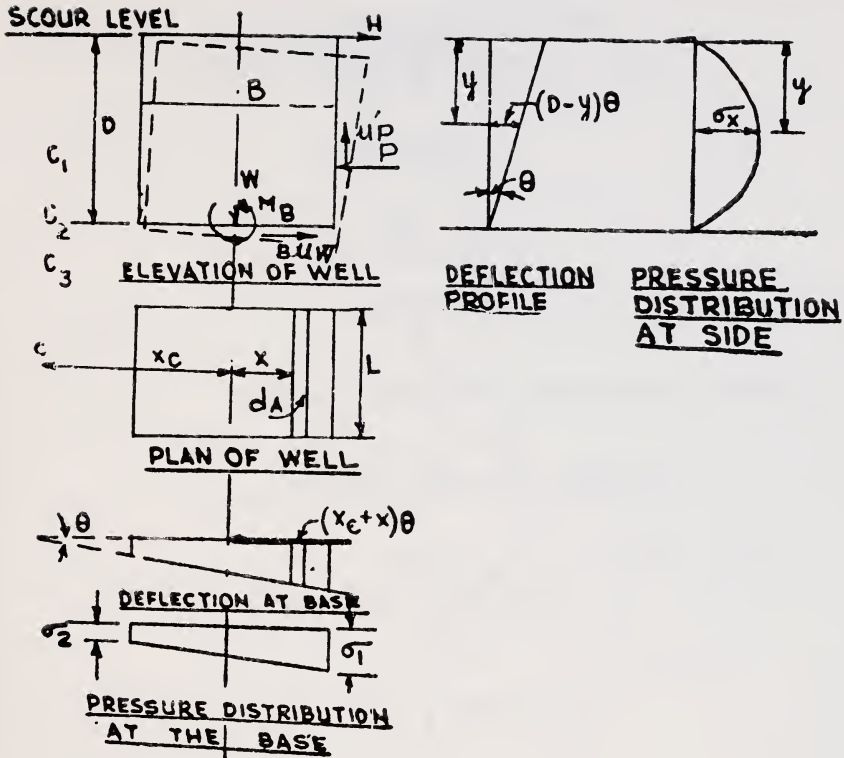 SCOUR LEVEL
H
D
B
y
(D-y)θ
σx
y
μ'P
P
C1
W
θ
MB
C2
BμW
C3
ELEVATION OF WELL
DEFLECTION
PROFILE
PRESSURE
DISTRIBUTION
AT SIDE
c
xc
x
L
dA
PLAN OF WELL
θ
(xc+x)θ
DEFLECTION AT BASE
σ2
σ1
PRESSURE DISTRIBUTION
AT THE BASE